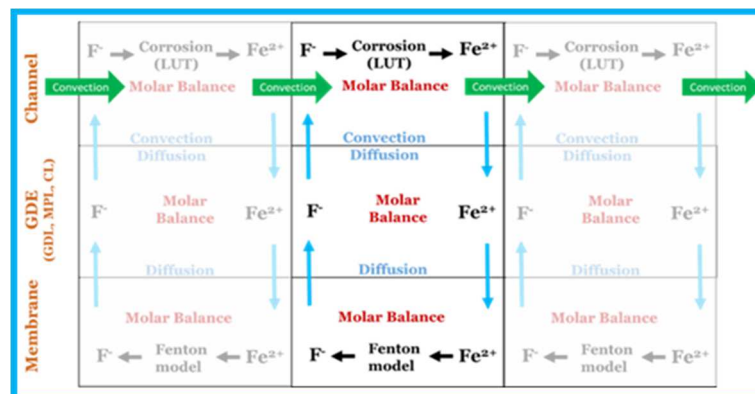 F⁻ Corrosion (LUT) Fe²⁺ F⁻ Corrosion (LUT) Fe²⁺ F⁻ Corrosion (LUT) Fe²⁺
Channel
Convection Molar Balance Convection Molar Balance Convection Molar Balance Convection
Convection Convection Convection
Diffusion Diffusion Diffusion
GDE
(GDL, MPL, CL)
F⁻ Molar Balance Fe²⁺ F⁻ Molar Balance Fe²⁺ F⁻ Molar Balance Fe²⁺
Diffusion Diffusion Diffusion
Membrane
Molar Balance Molar Balance Molar Balance
F⁻ Fenton model Fe²⁺ F⁻ Fenton model Fe²⁺ F⁻ Fenton model Fe²⁺